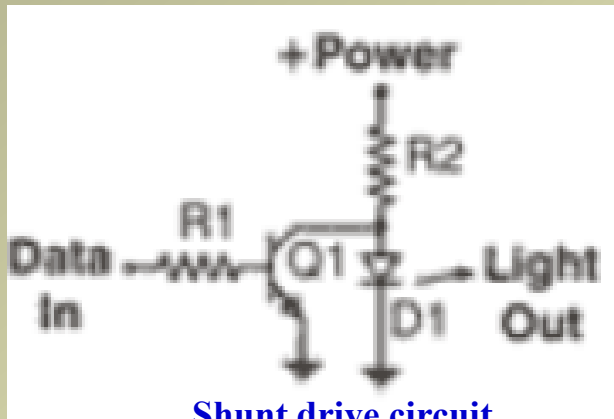 +Power
R2
R1
Data In
Q1
Light Out
D1
Shunt drive circuit